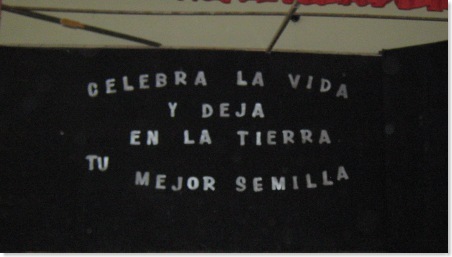 CELEBRA LA VIDA
Y DEJA
EN LA TIERRA
TU MEJOR SEMILLA